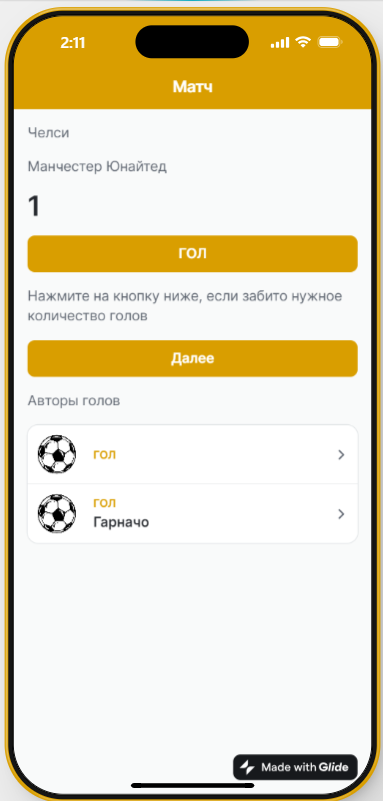 2:11
Матч
Челси
Манчестер Юнайтед
1
ГОЛ
Нажмите на кнопку ниже, если забито нужное
количество голов
Далее
Авторы голов
ГОЛ
ГОЛ
Гарначо
Made with Glide